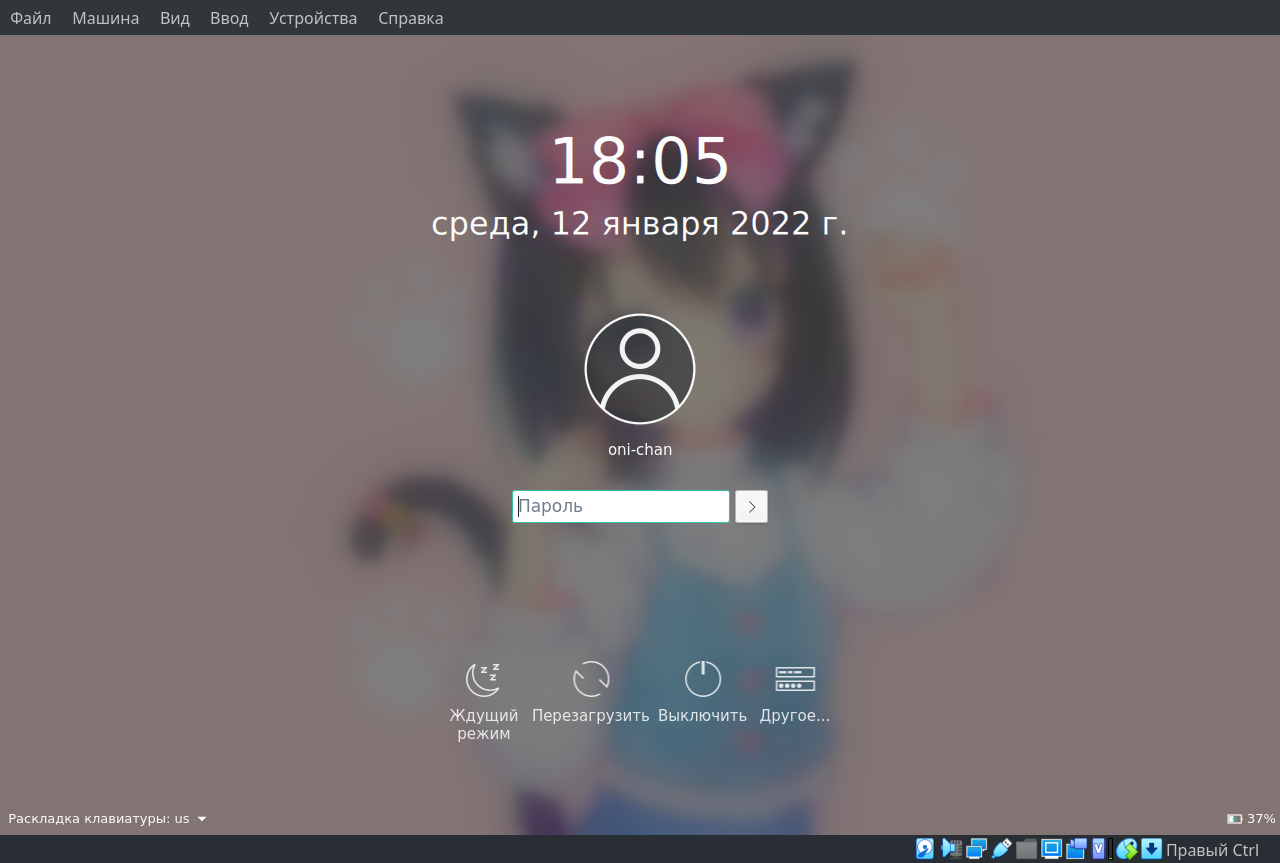 Файл Машина Вид Ввод Устройства Справка
18:05
среда, 12 января 2022 г.
oni-chan
Пароль
Ждущий режим
Перезагрузить
Выключить
Другое...
Раскладка клавиатуры: us
37%
Правый Ctrl